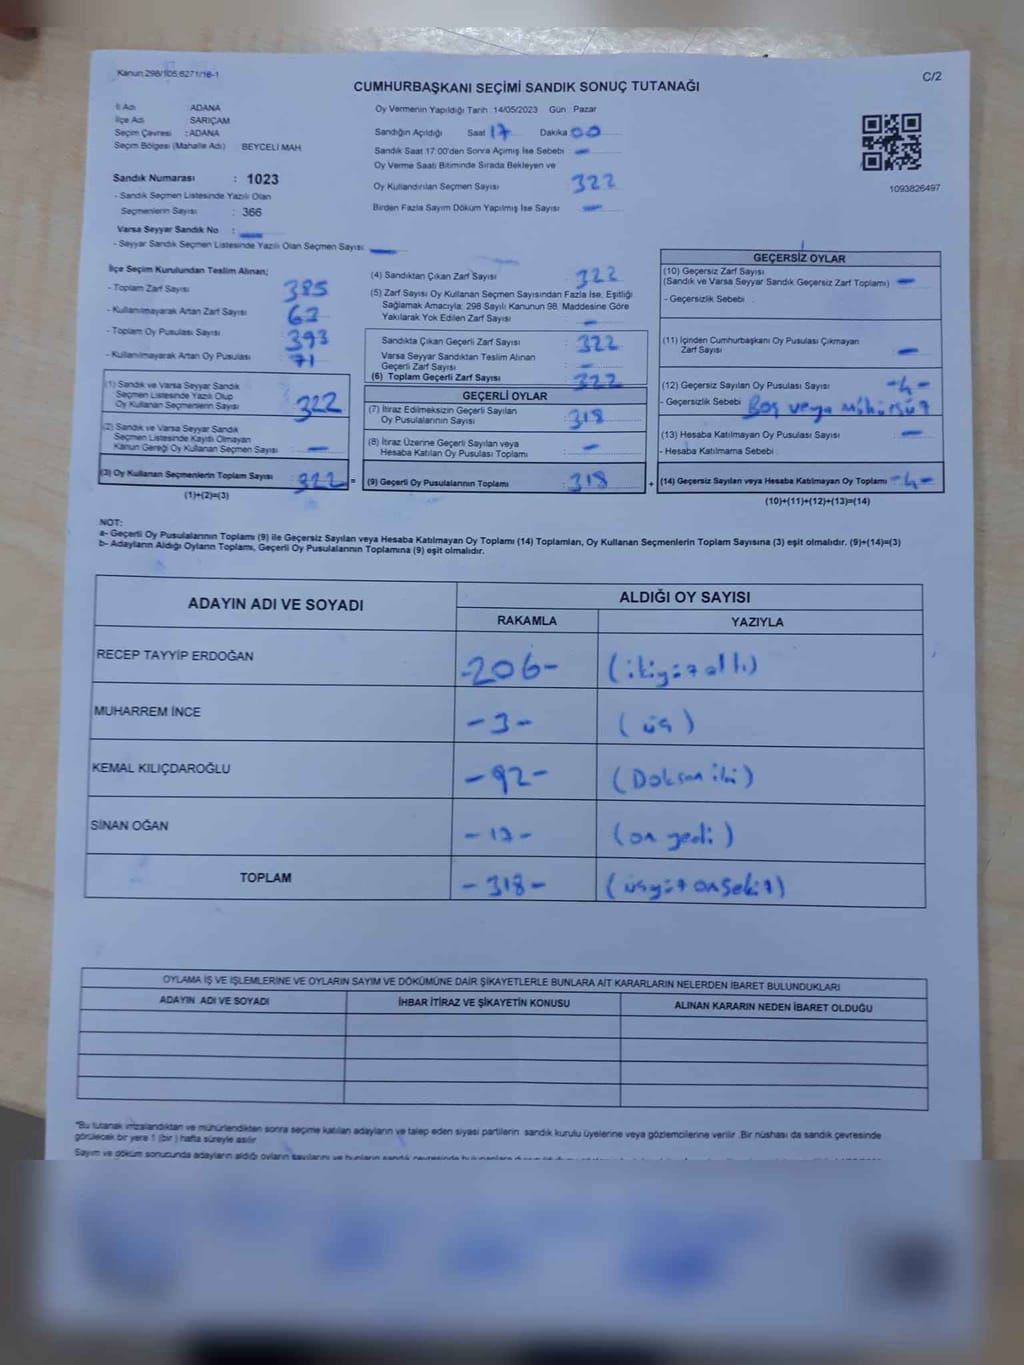 Kanun:298/105,6271/16-1
C/2
CUMHURBAŞKANI SEÇİMİ SANDIK SONUÇ TUTANAĞI
İl Adı : ADANA
İlçe Adı : SARIÇAM
Seçim Çevresi : ADANA
Seçim Bölgesi (Mahalle Adı) BEYCELİ MAH
Sandık Numarası : 1023
- Sandık Seçmen Listesinde Yazılı Olan
Seçmenlerin Sayısı : 366
Varsa Seyyar Sandık No :
- Seyyar Sandık Seçmen Listesinde Yazılı Olan Seçmen Sayısı
Oy Vermenin Yapıldığı Tarih :14/05/2023 Gün : Pazar
Sandığın Açıldığı Saat 17 Dakika 00
Sandık Saat 17:00'den Sonra Açımış İse Sebebi : -
Oy Verme Saati Bitiminde Sırada Bekleyen ve
Oy Kullandırılan Seçmen Sayısı 322
Birden Fazla Sayım Döküm Yapılmış İse Sayısı : -
1093826497
İlçe Seçim Kurulundan Teslim Alınan;
- Toplam Zarf Sayısı : 385
- Kullanılmayarak Artan Zarf Sayısı : 63
- Toplam Oy Pusulası Sayısı : 393
- Kullanılmayarak Artan Oy Pusulası : 71
(1) Sandık ve Varsa Seyyar Sandık
Seçmen Listesinde Yazılı Olup
Oy Kullanan Seçmenlerin Sayısı : 322
(2) Sandık ve Varsa Seyyar Sandık
Seçmen Listesinde Kayıtlı Olmayan
Kanun Gereği Oy Kullanan Seçmen Sayısı : -
(3) Oy Kullanan Seçmenlerin Toplam Sayısı : 322 =
(1)+(2)=(3)
(4) Sandıktan Çıkan Zarf Sayısı : 322
(5) Zarf Sayısı Oy Kullanan Seçmen Sayısından Fazla İse, Eşitliği
Sağlamak Amacıyla; 298 Sayılı Kanunun 98. Maddesine Göre
Yakılarak Yok Edilen Zarf Sayısı : -
Sandıkta Çıkan Geçerli Zarf Sayısı : 322
Varsa Seyyar Sandıktan Teslim Alınan
Geçerli Zarf Sayısı : -
(6) Toplam Geçerli Zarf Sayısı : 322
GEÇERLİ OYLAR
(7) İtiraz Edilmeksizin Geçerli Sayılan
Oy Pusulalarının Sayısı : 318
(8) İtiraz Üzerine Geçerli Sayılan veya
Hesaba Katılan Oy Pusulası Toplamı : -
(9) Geçerli Oy Pusulalarının Toplamı : 318 +
GEÇERSİZ OYLAR
(10) Geçersiz Zarf Sayısı
(Sandık ve Varsa Seyyar Sandık Geçersiz Zarf Toplamı) : -
- Geçersizlik Sebebi :
(11) İçinden Cumhurbaşkanı Oy Pusulası Çıkmayan
Zarf Sayısı : -
(12) Geçersiz Sayılan Oy Pusulası Sayısı : -4-
- Geçersizlik Sebebi : Boş veya Mühürsüz
(13) Hesaba Katılmayan Oy Pusulası Sayısı : -
- Hesaba Katılmama Sebebi :
(14) Geçersiz Sayılan veya Hesaba Katılmayan Oy Toplamı : -4-
(10)+(11)+(12)+(13)=(14)
NOT:
a- Geçerli Oy Pusulalarının Toplamı (9) ile Geçersiz Sayılan veya Hesaba Katılmayan Oy Toplamı (14) Toplamları, Oy Kullanan Seçmenlerin Toplam Sayısına (3) eşit olmalıdır. (9)+(14)=(3)
b- Adayların Aldığı Oyların Toplamı, Geçerli Oy Pusulalarının Toplamına (9) eşit olmalıdır.
ADAYIN ADI VE SOYADI
ALDIĞI OY SAYISI
RAKAMLA YAZIYLA
RECEP TAYYİP ERDOĞAN -206- (ikiyüz altı)
MUHARREM İNCE -3- (üç)
KEMAL KILIÇDAROĞLU -92- (Doksan iki)
SİNAN OĞAN -17- (on yedi)
TOPLAM -318- (üçyüz onsekiz)
OYLAMA İŞ VE İŞLEMLERİNE VE OYLARIN SAYIM VE DÖKÜMÜNE DAİR ŞİKAYETLERLE BUNLARA AİT KARARLARIN NELERDEN İBARET BULUNDUKLARI
ADAYIN ADI VE SOYADI İHBAR İTİRAZ VE ŞİKAYETİN KONUSU ALINAN KARARIN NEDEN İBARET OLDUĞU
*Bu tutanak imzalandıktan ve mühürlendikten sonra seçime katılan adayların ve talep eden siyasi partilerin sandık kurulu üyelerine veya gözlemcilerine verilir. Bir nüshası da sandık çevresinde
görülecek bir yere 1 (bir) hafta süreyle asılır
Sayım ve döküm sonucunda adayların aldığı oyların sayılarını ve bunların sandık çevresinde